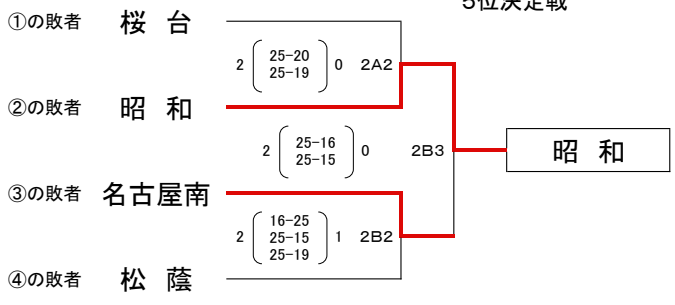 5位決定戦
①の敗者 桜 台
2 25-20 0 2A2
25-19
②の敗者 昭 和
2 25-16 0 2B3
25-15
昭 和
③の敗者 名古屋南
16-25
2 25-15 1 2B2
25-19
④の敗者 松 蔭